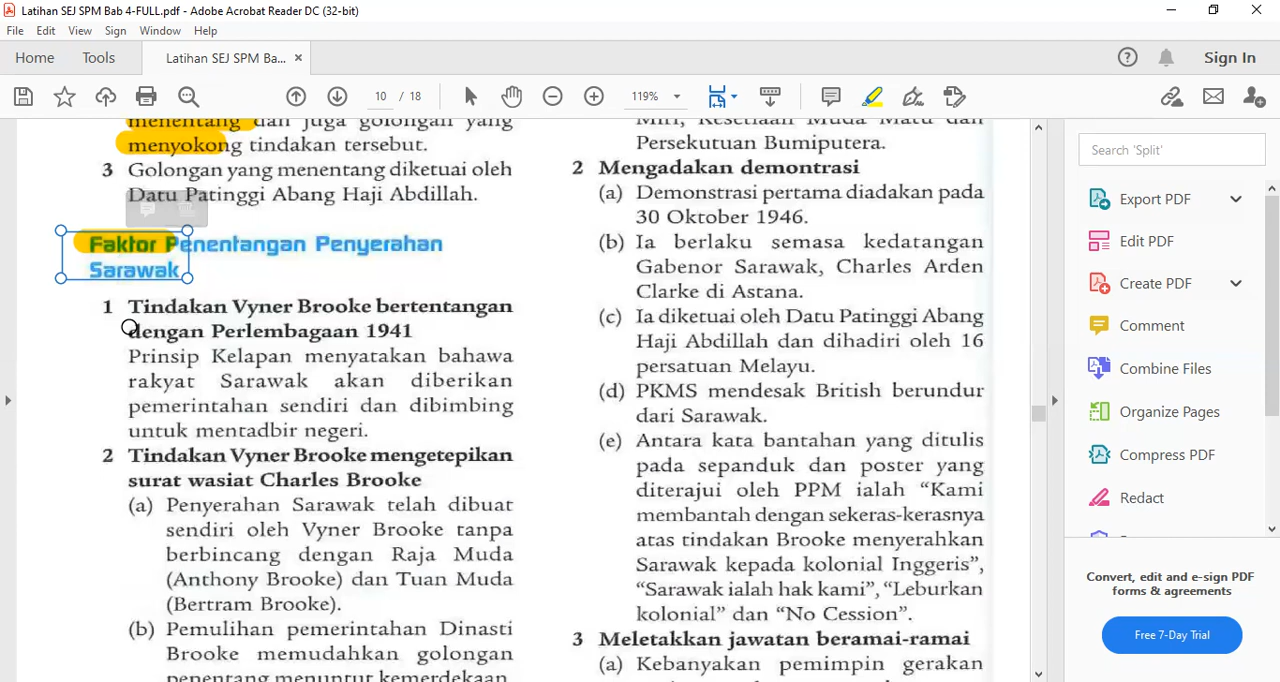 Latihan SEJ SPM Bab 4-FULL.pdf - Adobe Acrobat Reader DC (32-bit)
File Edit View Sign Window Help
Home Tools Latihan SEJ SPM Ba... × Sign In
10 / 18 119%
menentang dan juga golongan yang
menyokong tindakan tersebut.
3 Golongan yang menentang diketuai oleh
Datu Patinggi Abang Haji Abdillah.
Faktor Penentangan Penyerahan
Sarawak
1 Tindakan Vyner Brooke bertentangan
dengan Perlembagaan 1941
Prinsip Kelapan menyatakan bahawa
rakyat Sarawak akan diberikan
pemerintahan sendiri dan dibimbing
untuk mentadbir negeri.
2 Tindakan Vyner Brooke mengetepikan
surat wasiat Charles Brooke
(a) Penyerahan Sarawak telah dibuat
sendiri oleh Vyner Brooke tanpa
berbincang dengan Raja Muda
(Anthony Brooke) dan Tuan Muda
(Bertram Brooke).
(b) Pemulihan pemerintahan Dinasti
Brooke memudahkan golongan
penentang menuntut kemerdekaan
Miri, Kesetiaan Muda Matu dan
Persekutuan Bumiputera.
2 Mengadakan demontrasi
(a) Demonstrasi pertama diadakan pada
30 Oktober 1946.
(b) Ia berlaku semasa kedatangan
Gabenor Sarawak, Charles Arden
Clarke di Astana.
(c) Ia diketuai oleh Datu Patinggi Abang
Haji Abdillah dan dihadiri oleh 16
persatuan Melayu.
(d) PKMS mendesak British berundur
dari Sarawak.
(e) Antara kata bantahan yang ditulis
pada sepanduk dan poster yang
diterajui oleh PPM ialah “Kami
membantah dengan sekeras-kerasnya
atas tindakan Brooke menyerahkan
Sarawak kepada kolonial Inggeris”,
“Sarawak ialah hak kami”, “Leburkan
kolonial” dan “No Cession”.
3 Meletakkan jawatan beramai-ramai
(a) Kebanyakan pemimpin gerakan
Search 'Split'
Export PDF
Edit PDF
Create PDF
Comment
Combine Files
Organize Pages
Compress PDF
Redact
Convert, edit and e-sign PDF
forms & agreements
Free 7-Day Trial